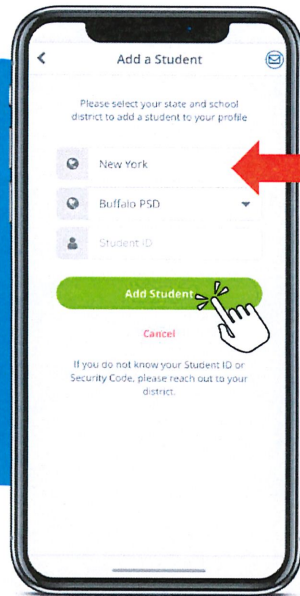 Add a Student
Please select your state and school
district to add a student to your profile
New York
Buffalo PSD
Student ID
Add Student
Cancel
If you do not know your Student ID or
Security Code, please reach out to your
district.